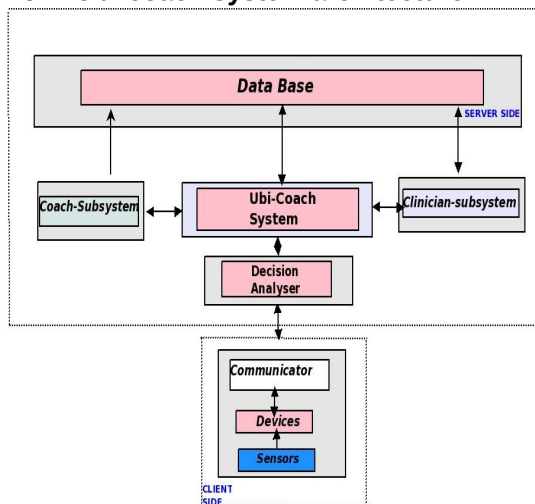 Data Base
SERVER SIDE
Coach-Subsystem
Ubi-Coach
System
Clinician-subsystem
Decision
Analyser
Communicator
Devices
Sensors
CLIENT
SIDE